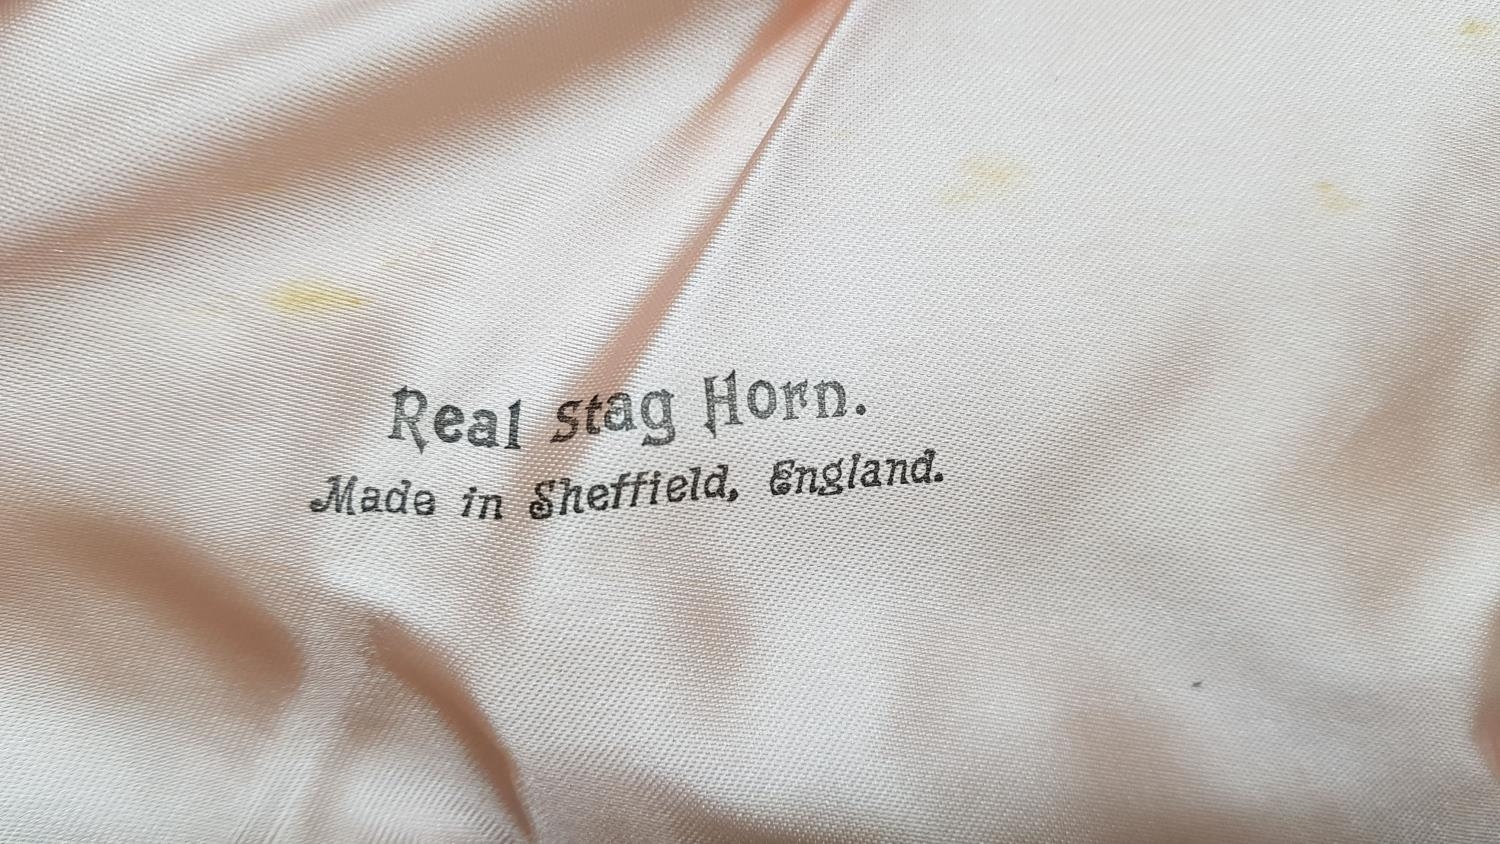 Real Stag Horn.
Made in Sheffield, England.